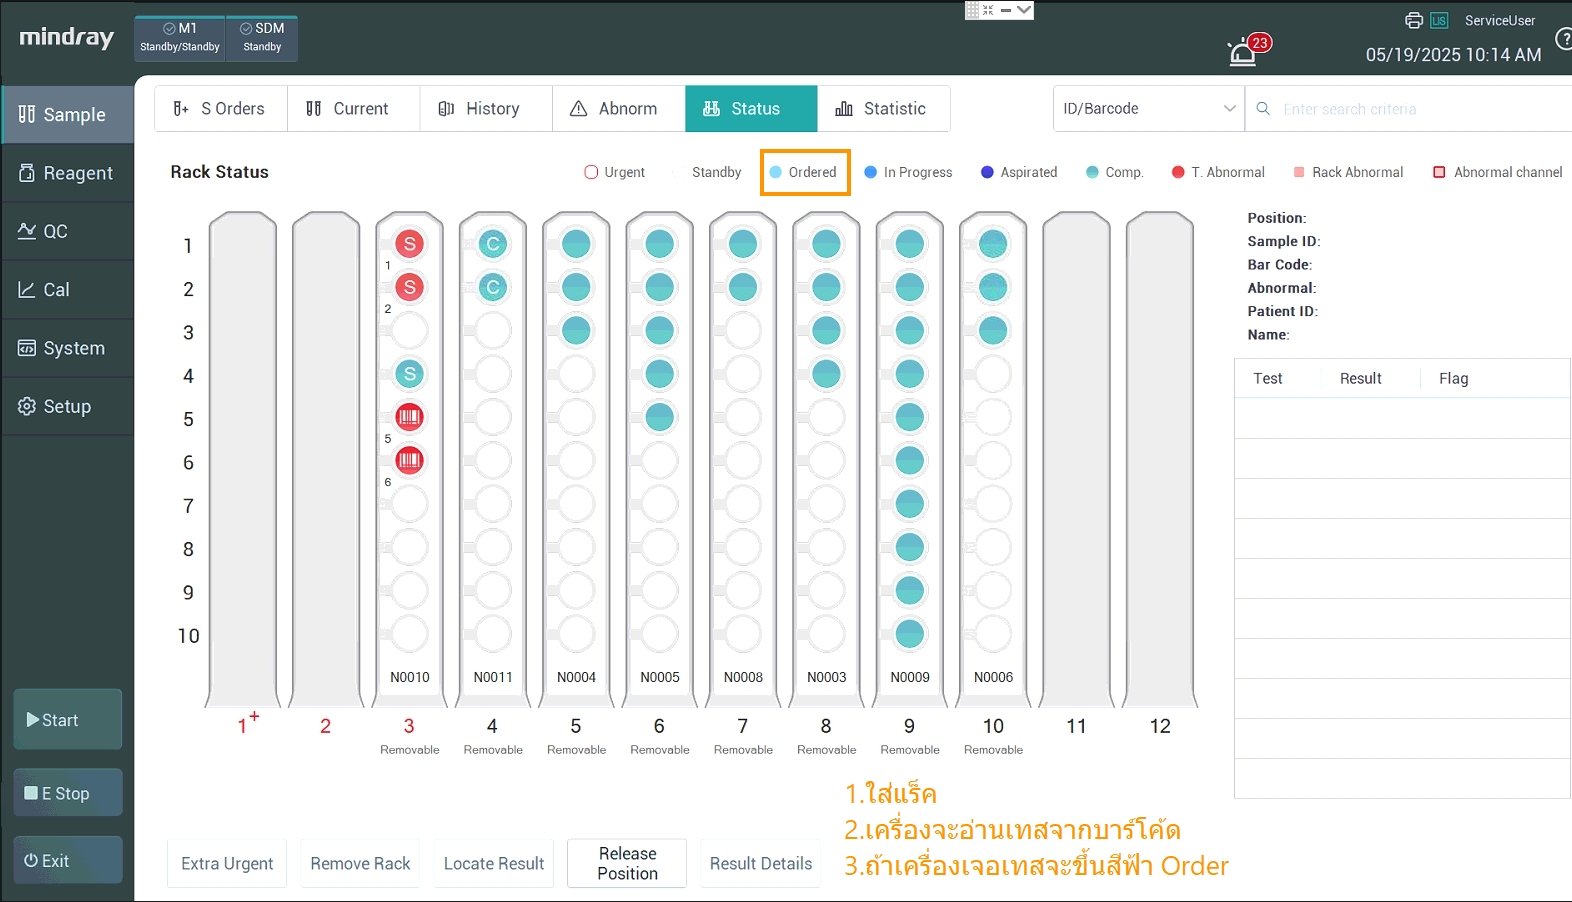 mindray
M1
Standby/Standby
SDM
Standby
23
LIS
ServiceUser
05/19/2025 10:14 AM
?
Sample
Reagent
QC
Cal
System
Setup
Start
E Stop
Exit
S Orders
Current
History
Abnorm
Status
Statistic
ID/Barcode
Enter search criteria
Rack Status
Urgent
Standby
Ordered
In Progress
Aspirated
Comp.
T. Abnormal
Rack Abnormal
Abnormal channel
1
2
3
4
5
6
7
8
9
10
S
1
S
2
S
5
6
C
C
N0010
N0011
N0004
N0005
N0008
N0003
N0009
N0006
1+
2
3
4
5
6
7
8
9
10
11
12
Removable
Removable
Removable
Removable
Removable
Removable
Removable
Removable
Position:
Sample ID:
Bar Code:
Abnormal:
Patient ID:
Name:
Test
Result
Flag
1.ใส่แร็ค
2.เครื่องจะอ่านเทสจากบาร์โค้ด
3.ถ้าเครื่องเจอเทสจะขึ้นสีฟ้า Order
Extra Urgent
Remove Rack
Locate Result
Release
Position
Result Details